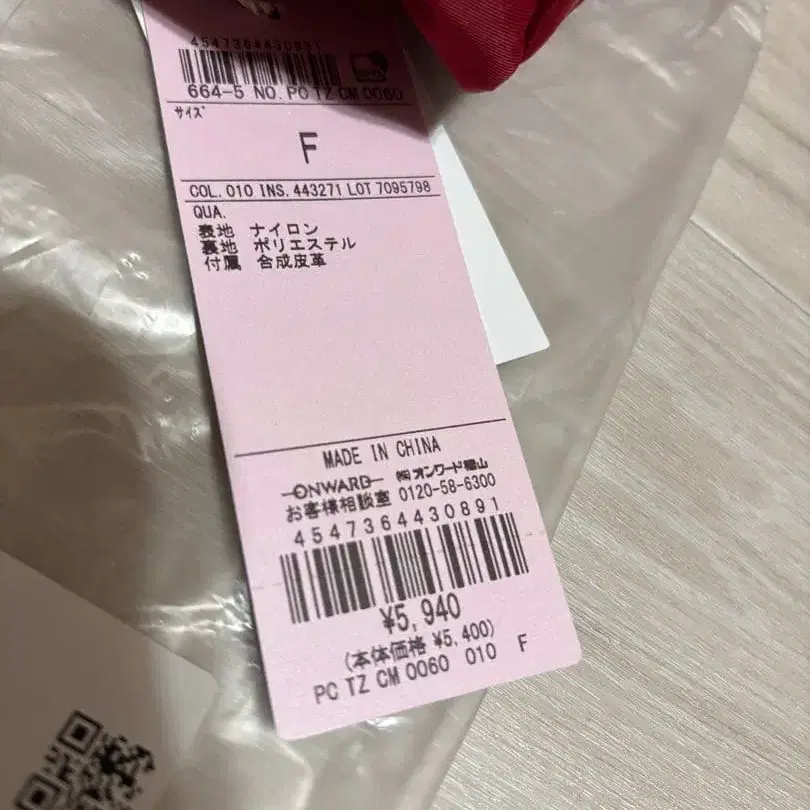 4547364430891
664-5 NO. PC TZ CM 0060
サイズ
F
COL. 010 INS. 443271 LOT 7095798
QUA.
表地 ナイロン
裏地 ポリエステル
付属 合成皮革
MADE IN CHINA
ONWARD ㈱オンワード樫山
お客様相談室 0120-58-6300
4547364430891
¥5,940
(本体価格 ¥5,400)
PC TZ CM 0060 010 F